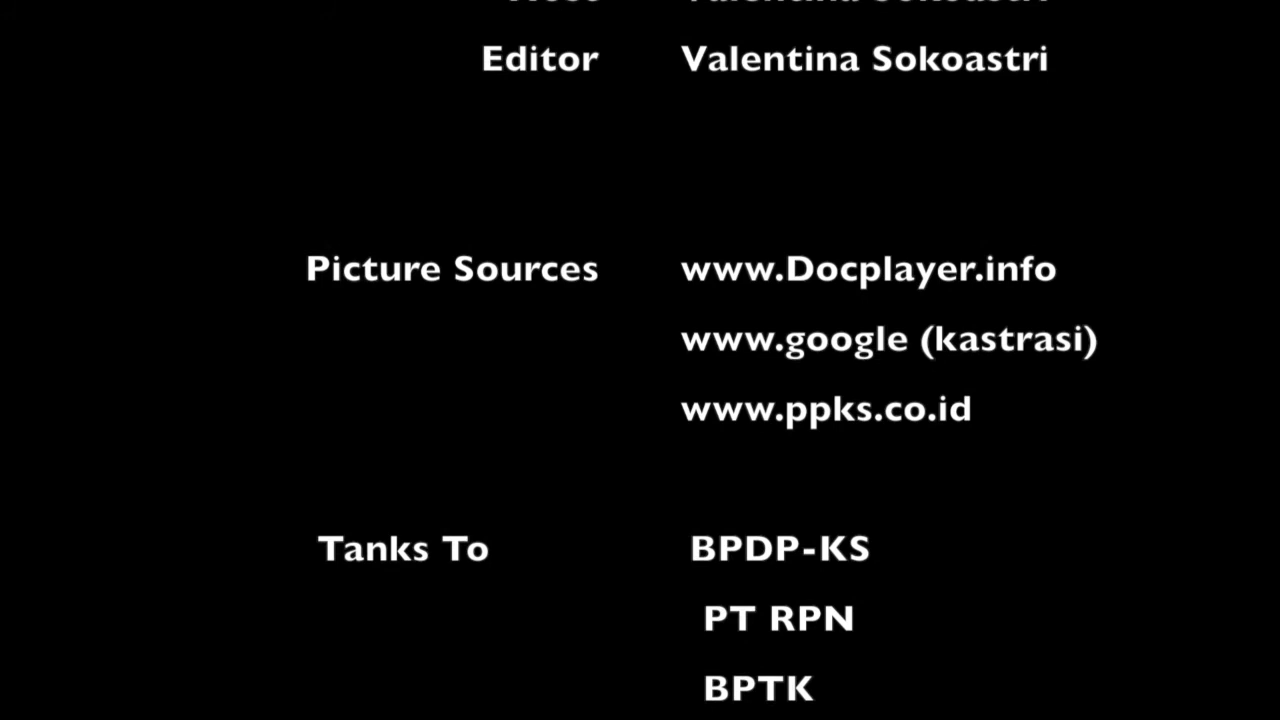 Editor Valentina Sokoastri
Picture Sources www.Docplayer.info
www.google (kastrasi)
www.ppks.co.id
Tanks To BPDP-KS
PT RPN
BPTK